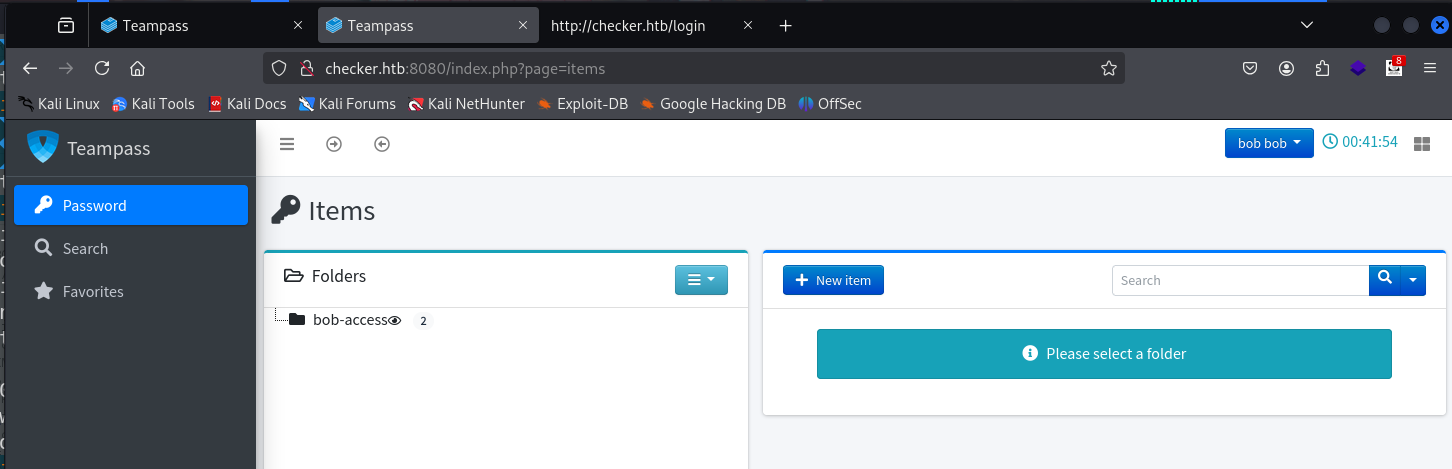 Teampass
Teampass
http://checker.htb/login
checker.htb:8080/index.php?page=items
8
Kali Linux
Kali Tools
Kali Docs
Kali Forums
Kali NetHunter
Exploit-DB
Google Hacking DB
OffSec
Teampass
bob bob
00:41:54
Password
Items
Search
Favorites
Folders
bob-access
2
New item
Search
Please select a folder